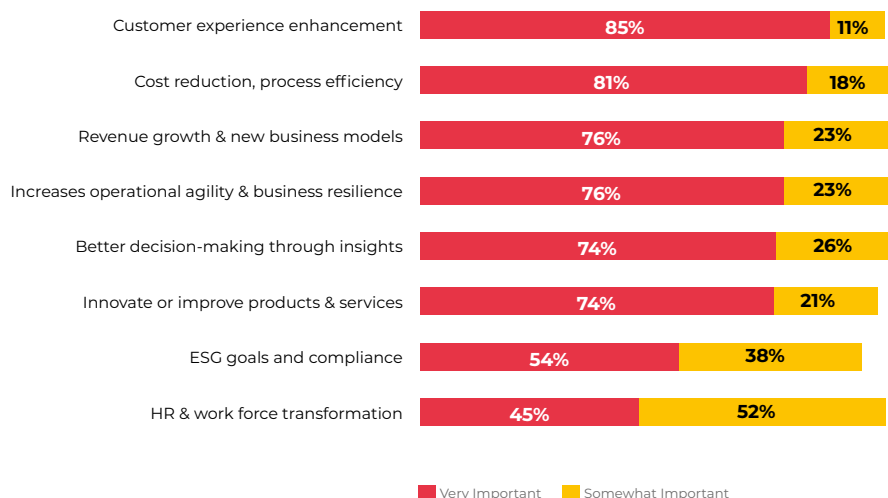 Customer experience enhancement 85% 11%
Cost reduction, process efficiency 81% 18%
Revenue growth & new business models 76% 23%
Increases operational agility & business resilience 76% 23%
Better decision-making through insights 74% 26%
Innovate or improve products & services 74% 21%
ESG goals and compliance 54% 38%
HR & work force transformation 45% 52%
Very Important Somewhat Important